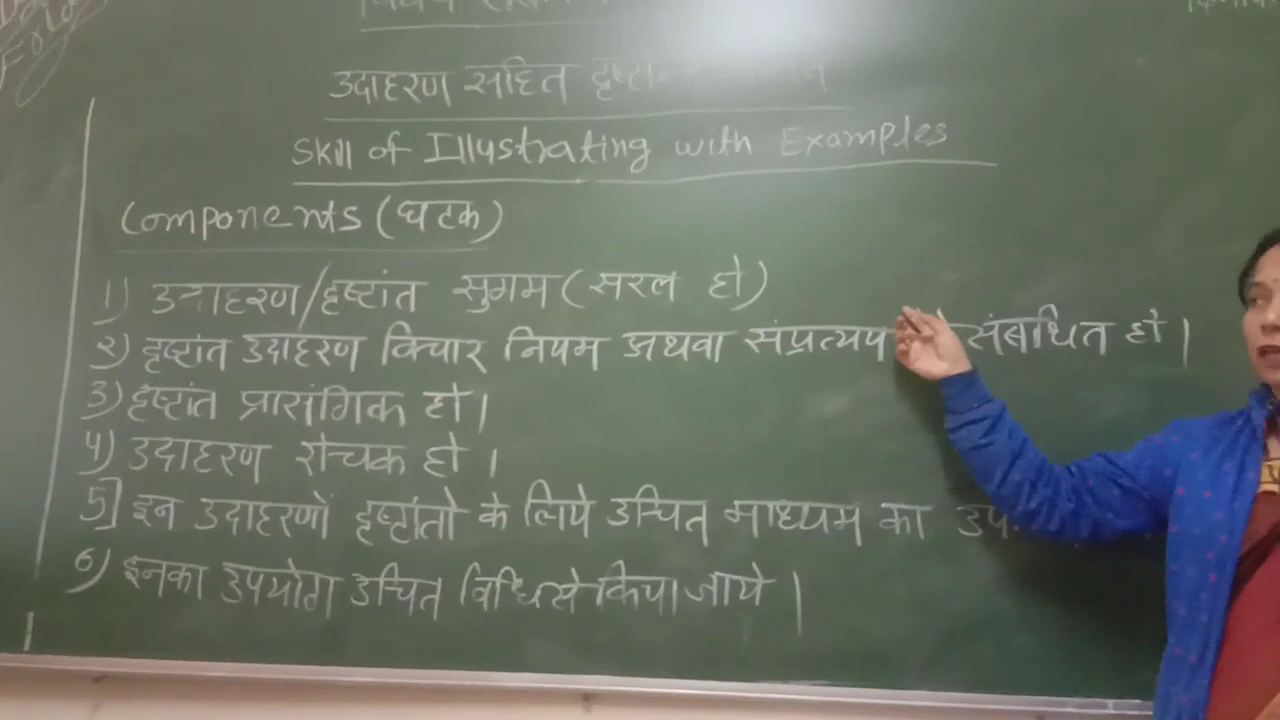 उदाहरण सहित
Skill of Illustrating with Examples
Components (घटक)
1) उदाहरण/दृष्टांत सुगम (सरल हो)
2) दृष्टांत उदाहरण विचार नियम अथवा संप्रत्यय संबंधित हो।
3) दृष्टांत प्रासंगिक हो।
4) उदाहरण रोचक हो।
5] इन उदाहरणों दृष्टांतो के लिये उचित माध्यम का
6) इनका उपयोग उचित विधि से किया जाये।